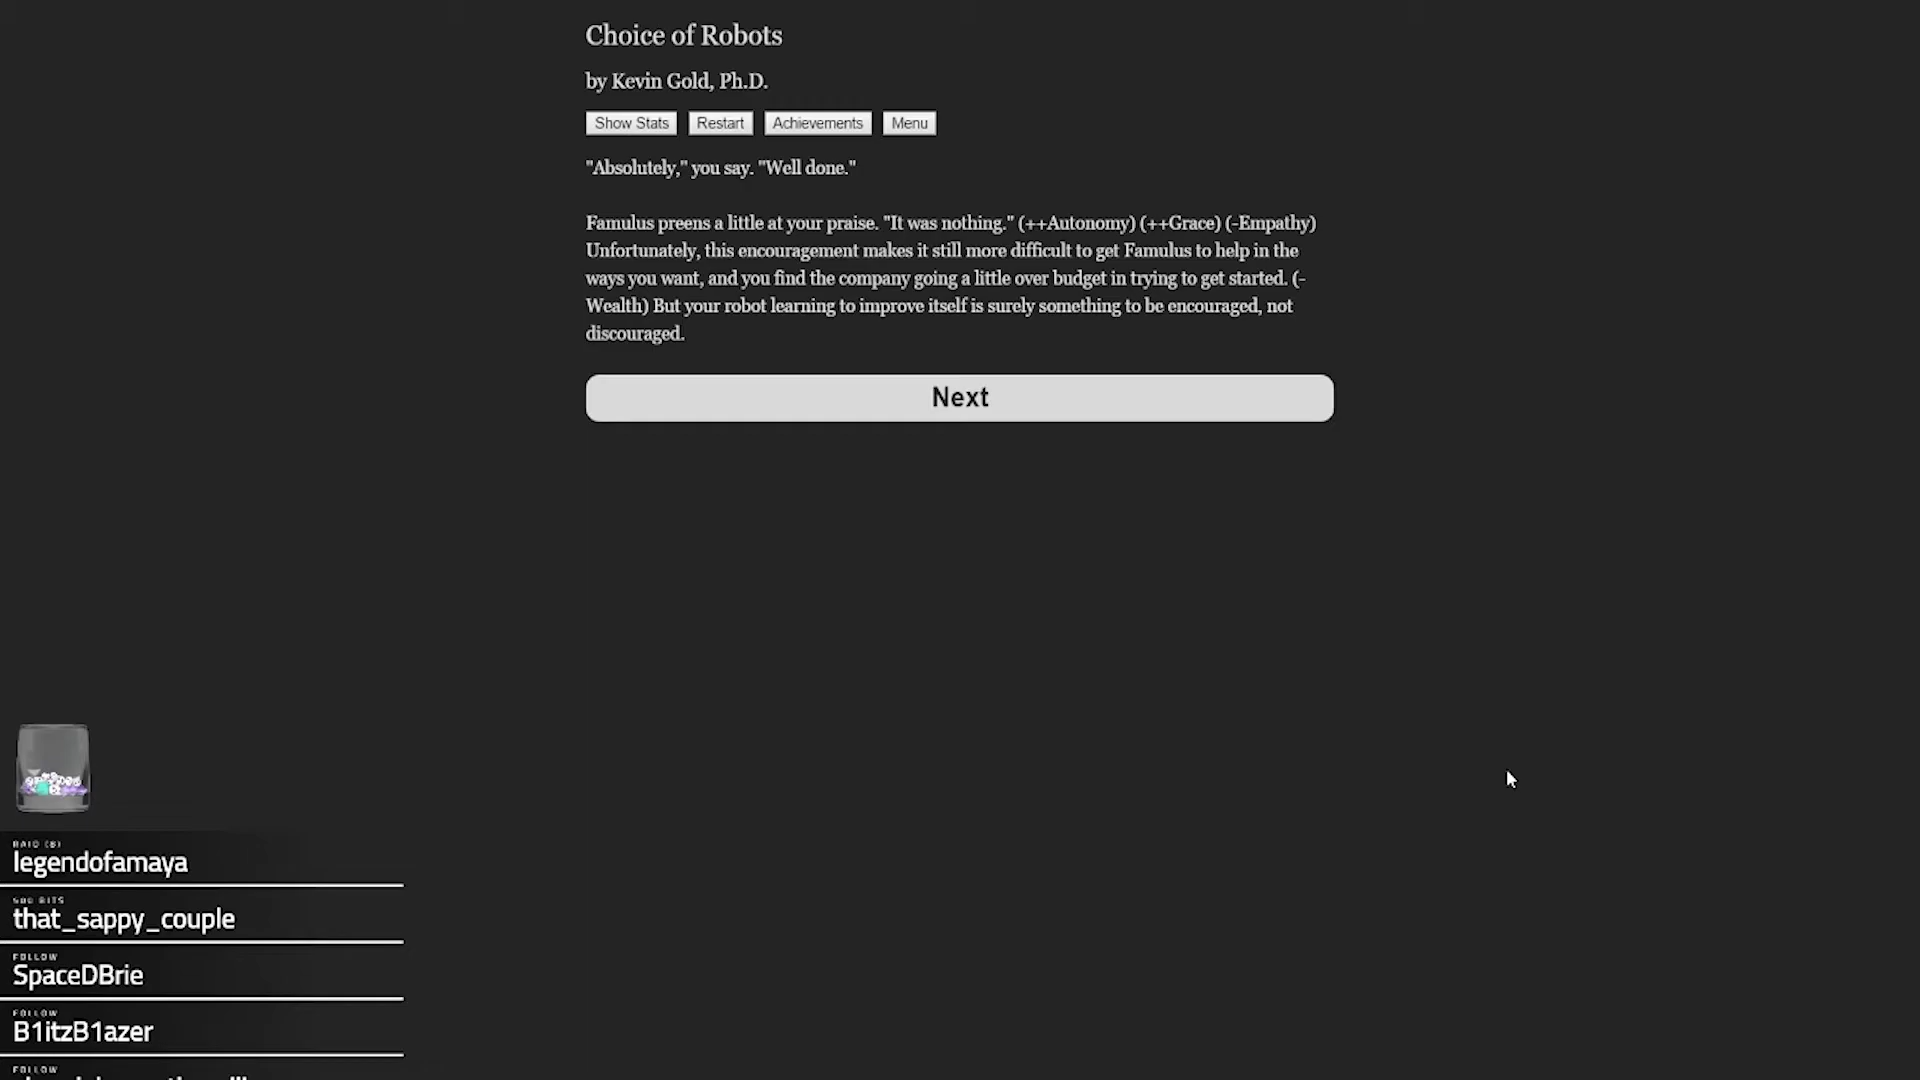 Choice of Robots
by Kevin Gold, Ph.D.
Show Stats Restart Achievements Menu
"Absolutely," you say. "Well done."
Famulus preens a little at your praise. "It was nothing." (++Autonomy) (++Grace) (-Empathy)
Unfortunately, this encouragement makes it still more difficult to get Famulus to help in the
ways you want, and you find the company going a little over budget in trying to get started. (-
Wealth) But your robot learning to improve itself is surely something to be encouraged, not
discouraged.
Next
RAID (8)
legendofamaya
500 BITS
that_sappy_couple
FOLLOW
SpaceDBrie
FOLLOW
B1itzB1azer
FOLLOW